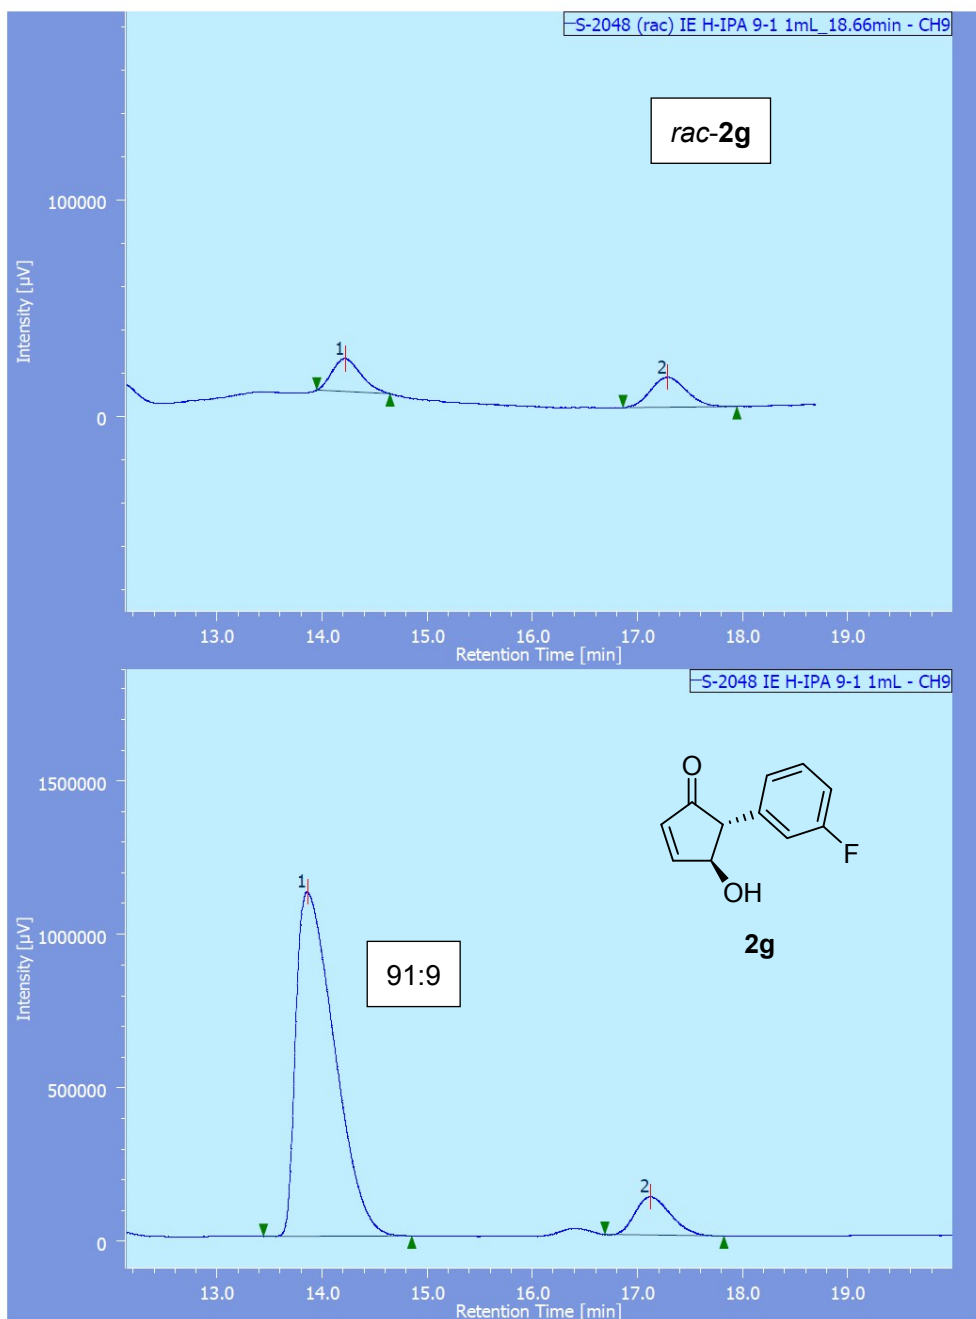 S-2048 (rac) IE H-IPA 9-1 1mL_18.66min - CH9
rac-2g
100000
1
2
0
Intensity [µV]
13.0 14.0 15.0 16.0 17.0 18.0 19.0
Retention Time [min]
S-2048 IE H-IPA 9-1 1mL - CH9
1500000
O
F
OH
2g
1
1000000
91:9
500000
2
0
Intensity [µV]
13.0 14.0 15.0 16.0 17.0 18.0 19.0
Retention Time [min]